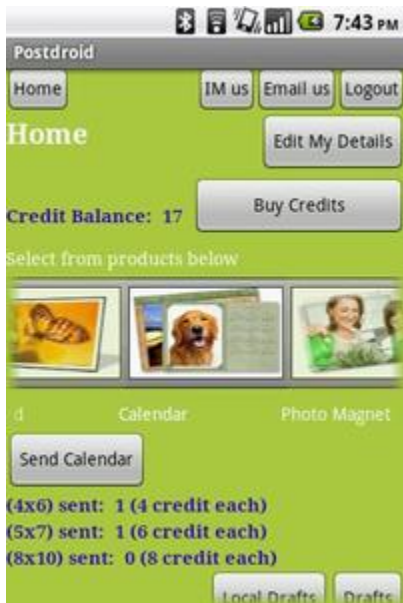 7:43 PM
Postdroid
Home
IM us
Email us
Logout
Home
Edit My Details
Credit Balance: 17
Buy Credits
Select from products below
d
Calendar
Photo Magnet
Send Calendar
(4x6) sent: 1 (4 credit each)
(5x7) sent: 1 (6 credit each)
(8x10) sent: 0 (8 credit each)
Local Drafts
Drafts